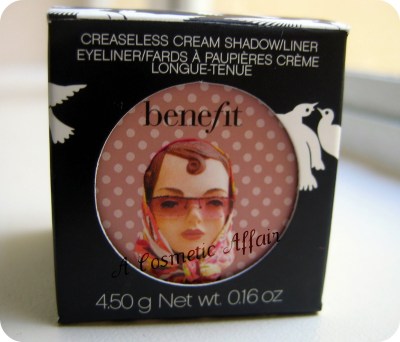 CREASELESS CREAM SHADOW/LINER
EYELINER/FARDS À PAUPIÈRES CRÈME
LONGUE-TENUE
benefit
A Cosmetic Affair
4.50 g Net wt. 0.16 oz